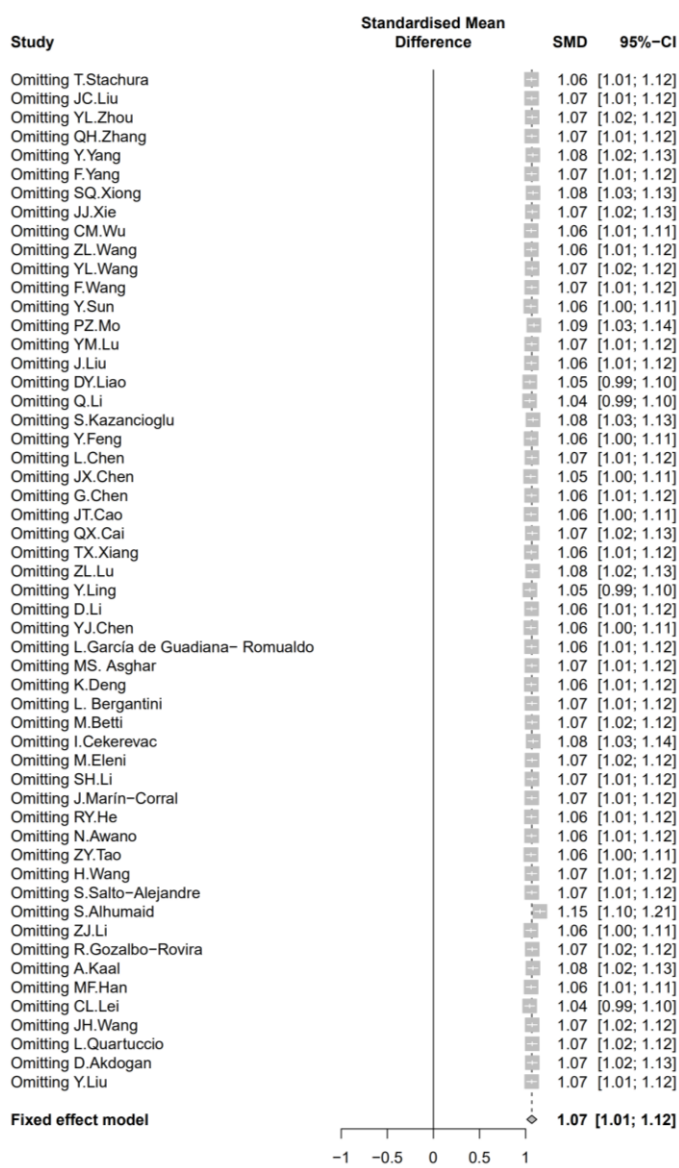 Standardised Mean
Study Difference SMD 95%−CI
Omitting T.Stachura 1.06 [1.01; 1.12]
Omitting JC.Liu 1.07 [1.01; 1.12]
Omitting YL.Zhou 1.07 [1.02; 1.12]
Omitting QH.Zhang 1.07 [1.01; 1.12]
Omitting Y.Yang 1.08 [1.02; 1.13]
Omitting F.Yang 1.07 [1.01; 1.12]
Omitting SQ.Xiong 1.08 [1.03; 1.13]
Omitting JJ.Xie 1.07 [1.02; 1.13]
Omitting CM.Wu 1.06 [1.01; 1.11]
Omitting ZL.Wang 1.06 [1.01; 1.12]
Omitting YL.Wang 1.07 [1.02; 1.12]
Omitting F.Wang 1.07 [1.01; 1.12]
Omitting Y.Sun 1.06 [1.00; 1.11]
Omitting PZ.Mo 1.09 [1.03; 1.14]
Omitting YM.Lu 1.07 [1.01; 1.12]
Omitting J.Liu 1.06 [1.01; 1.12]
Omitting DY.Liao 1.05 [0.99; 1.10]
Omitting Q.Li 1.04 [0.99; 1.10]
Omitting S.Kazancioglu 1.08 [1.03; 1.13]
Omitting Y.Feng 1.06 [1.00; 1.11]
Omitting L.Chen 1.07 [1.01; 1.12]
Omitting JX.Chen 1.05 [1.00; 1.11]
Omitting G.Chen 1.06 [1.01; 1.12]
Omitting JT.Cao 1.06 [1.00; 1.11]
Omitting QX.Cai 1.07 [1.02; 1.13]
Omitting TX.Xiang 1.06 [1.01; 1.12]
Omitting ZL.Lu 1.08 [1.02; 1.13]
Omitting Y.Ling 1.05 [0.99; 1.10]
Omitting D.Li 1.06 [1.01; 1.12]
Omitting YJ.Chen 1.06 [1.00; 1.11]
Omitting L.García de Guadiana− Romualdo 1.06 [1.01; 1.12]
Omitting MS. Asghar 1.07 [1.01; 1.12]
Omitting K.Deng 1.06 [1.01; 1.12]
Omitting L. Bergantini 1.07 [1.01; 1.12]
Omitting M.Betti 1.07 [1.02; 1.12]
Omitting I.Cekerevac 1.08 [1.03; 1.14]
Omitting M.Eleni 1.07 [1.02; 1.12]
Omitting SH.Li 1.07 [1.01; 1.12]
Omitting J.Marín−Corral 1.07 [1.01; 1.12]
Omitting RY.He 1.06 [1.01; 1.12]
Omitting N.Awano 1.06 [1.01; 1.12]
Omitting ZY.Tao 1.06 [1.00; 1.11]
Omitting H.Wang 1.07 [1.01; 1.12]
Omitting S.Salto−Alejandre 1.07 [1.01; 1.12]
Omitting S.Alhumaid 1.15 [1.10; 1.21]
Omitting ZJ.Li 1.06 [1.00; 1.11]
Omitting R.Gozalbo−Rovira 1.07 [1.02; 1.12]
Omitting A.Kaal 1.08 [1.02; 1.13]
Omitting MF.Han 1.06 [1.01; 1.11]
Omitting CL.Lei 1.04 [0.99; 1.10]
Omitting JH.Wang 1.07 [1.02; 1.12]
Omitting L.Quartuccio 1.07 [1.02; 1.12]
Omitting D.Akdogan 1.07 [1.02; 1.13]
Omitting Y.Liu 1.07 [1.01; 1.12]
Fixed effect model 1.07 [1.01; 1.12]
−1 −0.5 0 0.5 1